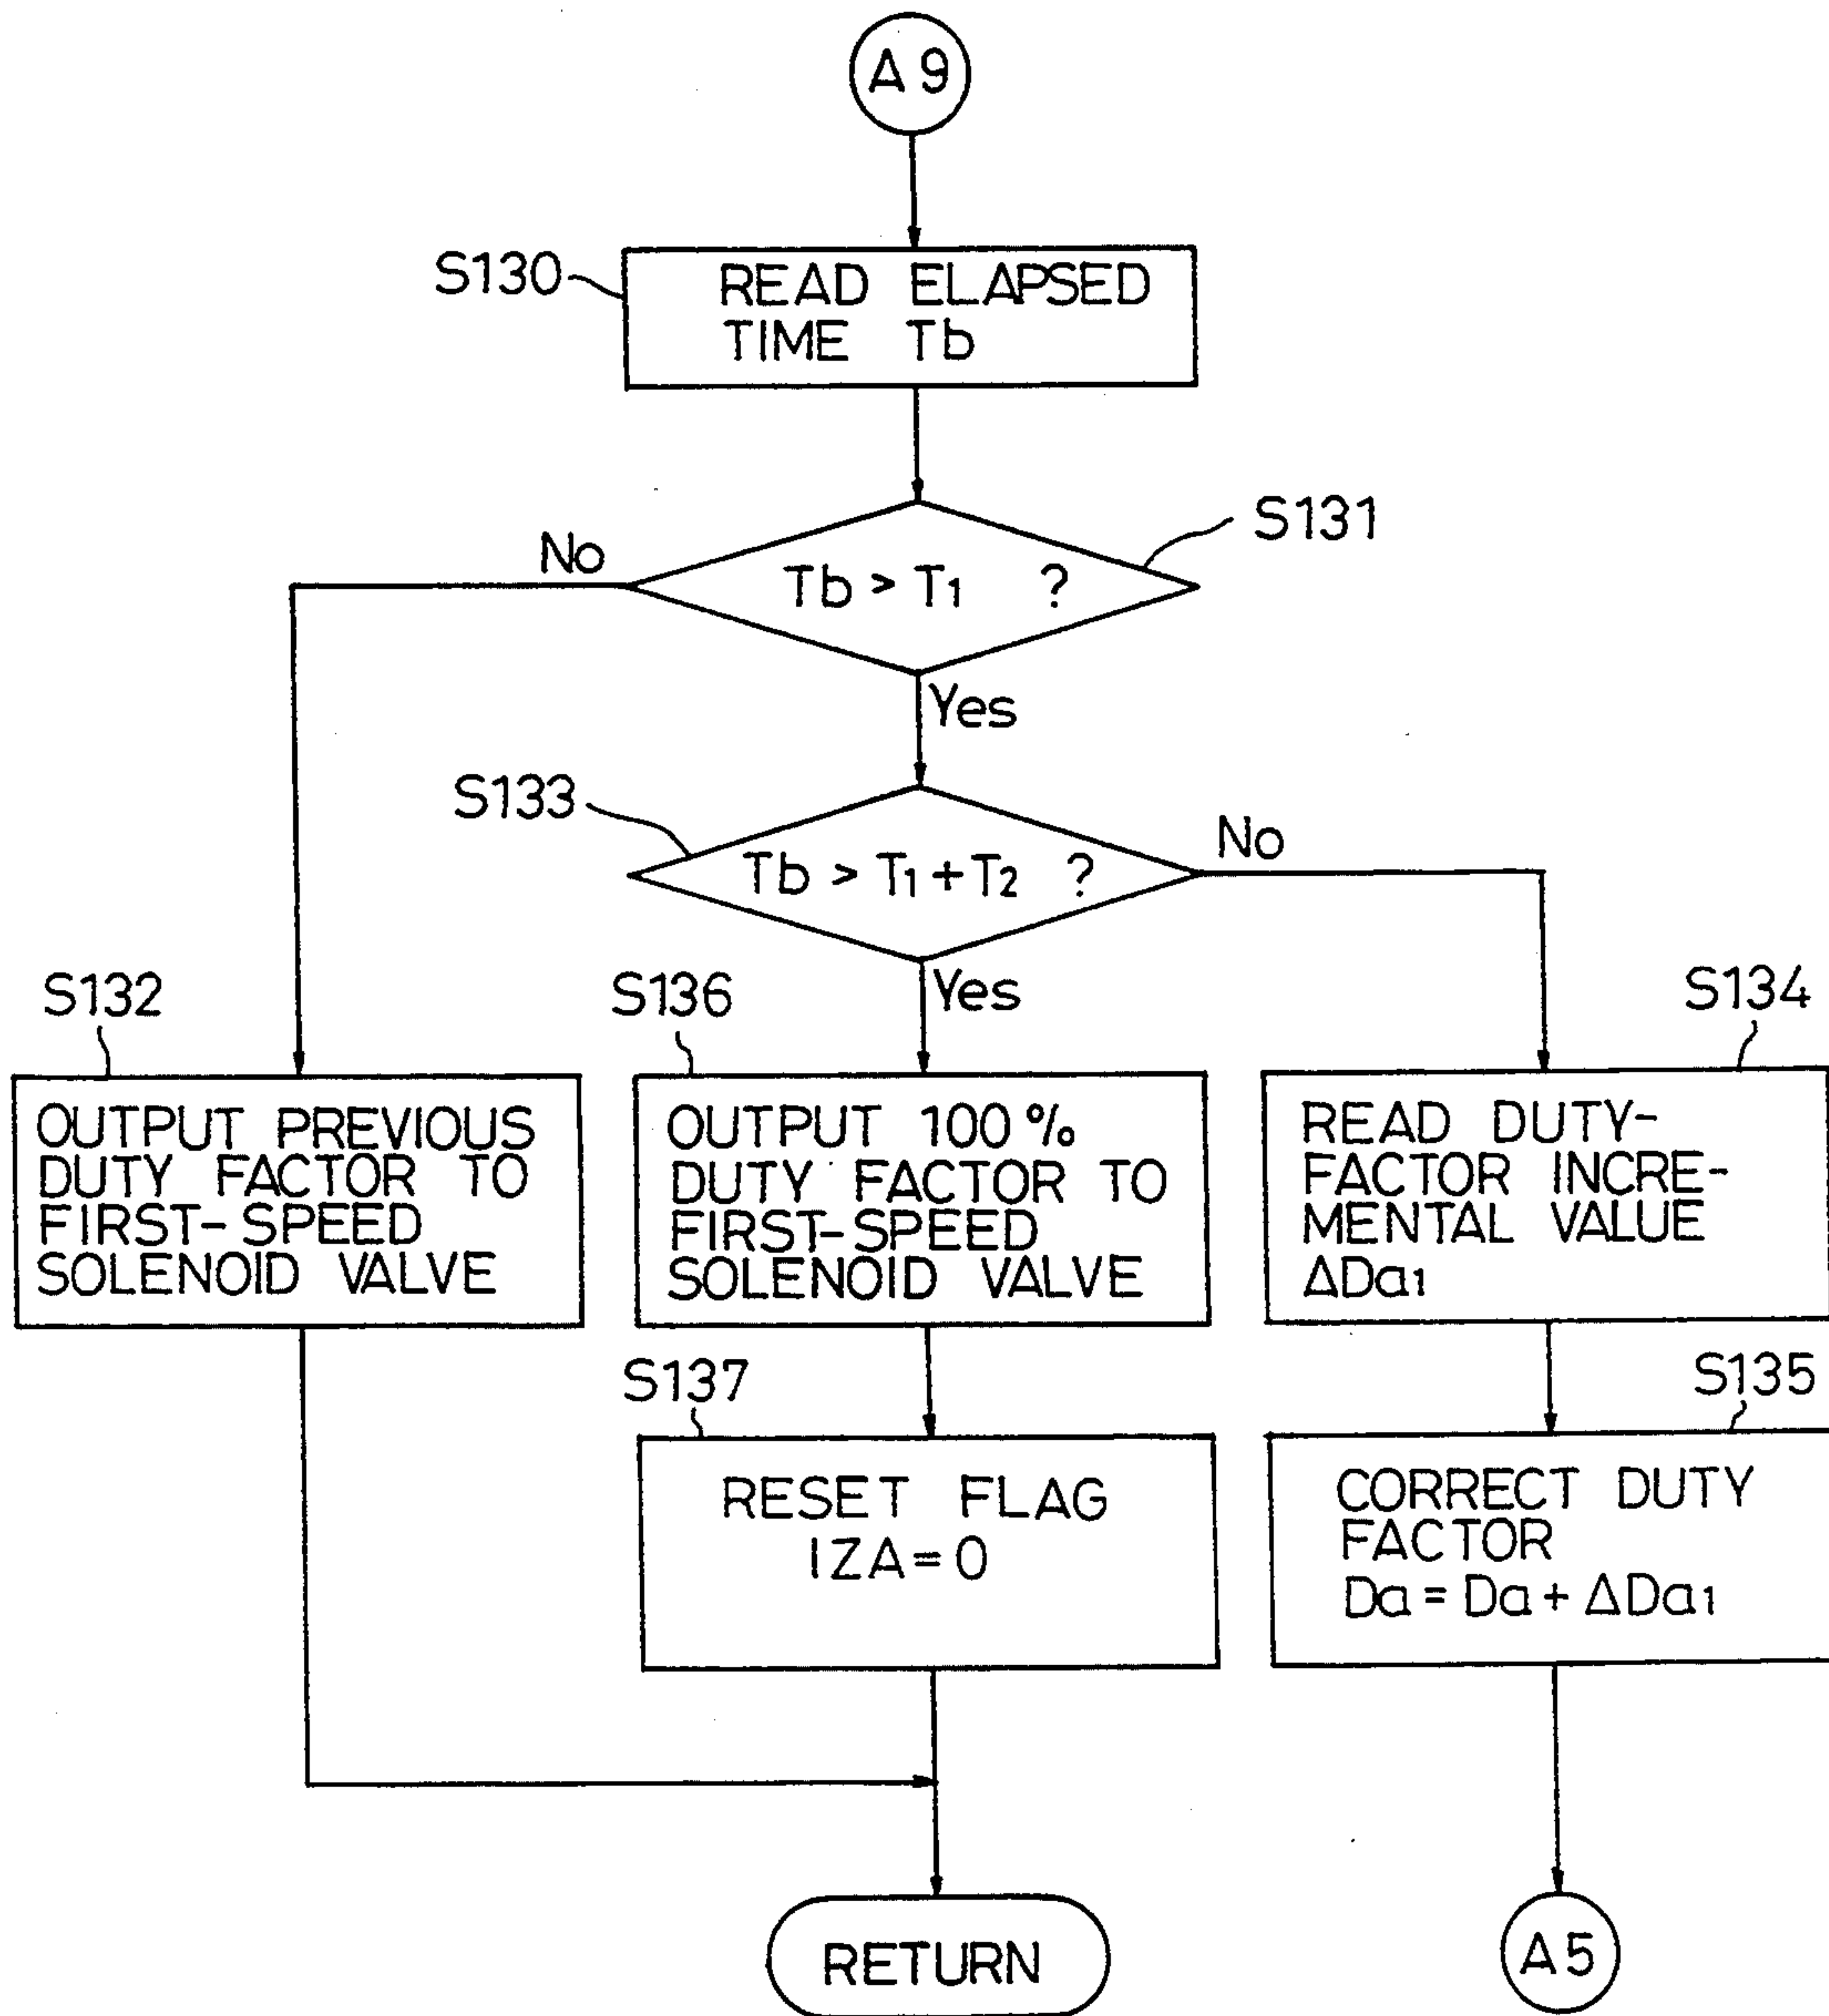 A9
S130
READ ELAPSED
TIME Tb
S131
No
Tb > T1 ?
Yes
S133
No
Tb > T1 + T2 ?
Yes
S132
OUTPUT PREVIOUS
DUTY FACTOR TO
FIRST-SPEED
SOLENOID VALVE
S136
OUTPUT 100%
DUTY FACTOR TO
FIRST-SPEED
SOLENOID VALVE
S134
READ DUTY-
FACTOR INCRE-
MENTAL VALUE
ΔDa1
S137
RESET FLAG
IZA=0
S135
CORRECT DUTY
FACTOR
Da = Da + ΔDa1
RETURN
A5